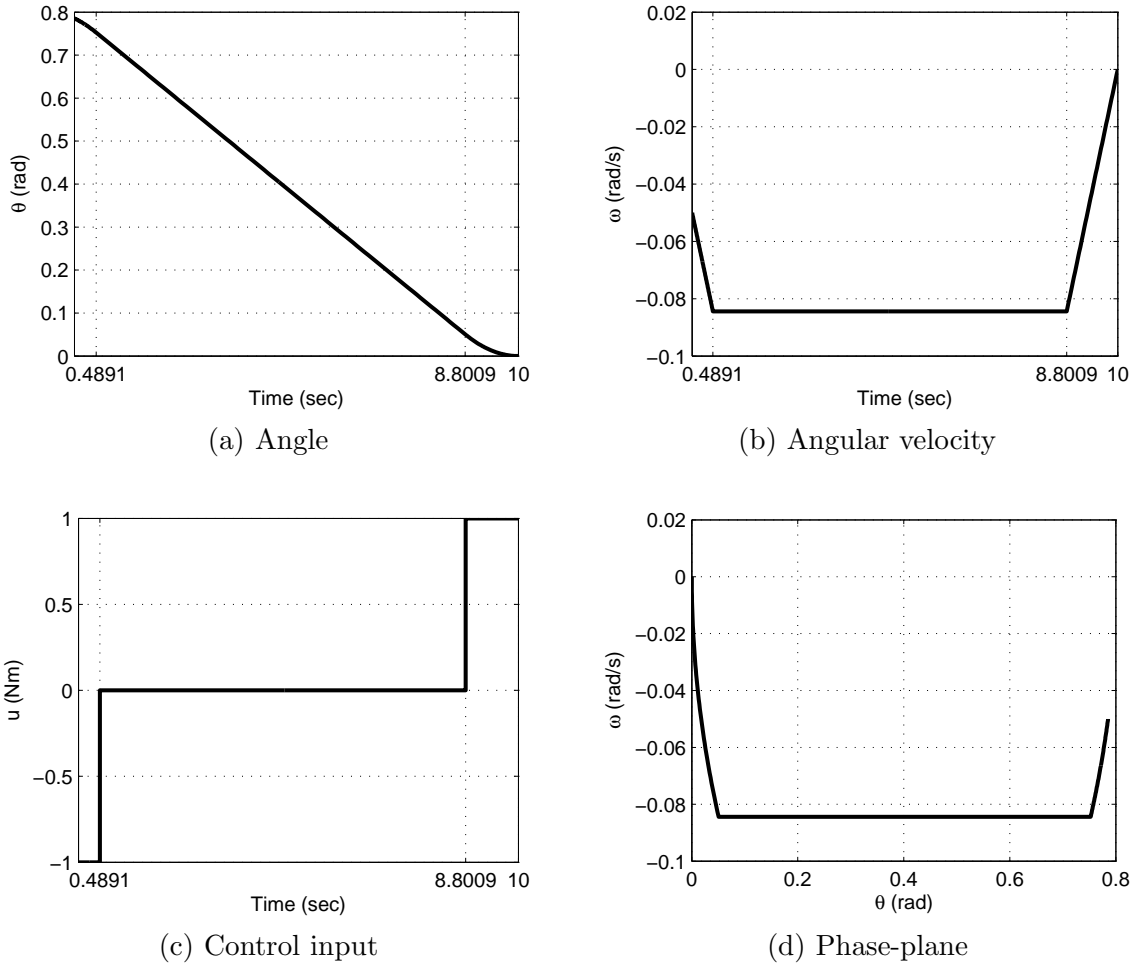 0.8
0.7
0.6
0.5
0.4
0.3
0.2
0.1
0
θ (rad)
0.4891 8.8009 10
Time (sec)
(a) Angle
0.02
0
−0.02
−0.04
−0.06
−0.08
−0.1
ω (rad/s)
0.4891 8.8009 10
Time (sec)
(b) Angular velocity
1
0.5
0
−0.5
−1
u (Nm)
0.4891 8.8009 10
Time (sec)
(c) Control input
0.02
0
−0.02
−0.04
−0.06
−0.08
−0.1
ω (rad/s)
0 0.2 0.4 0.6 0.8
θ (rad)
(d) Phase-plane